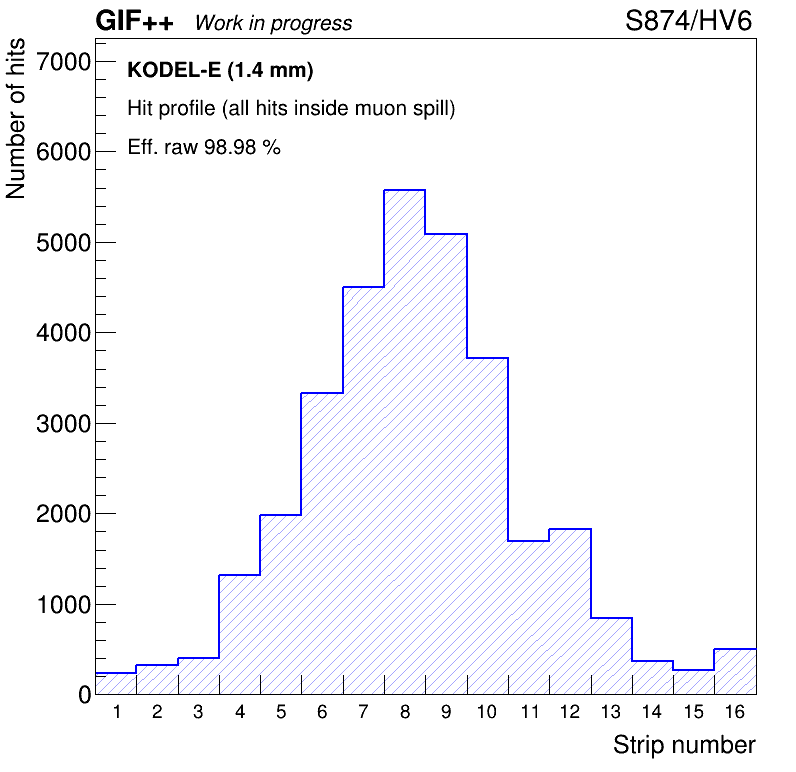 GIF++ Work in progress S874/HV6
Number of hits
KODEL-E (1.4 mm)
Hit profile (all hits inside muon spill)
Eff. raw 98.98 %
7000
6000
5000
4000
3000
2000
1000
0
1 2 3 4 5 6 7 8 9 10 11 12 13 14 15 16
Strip number